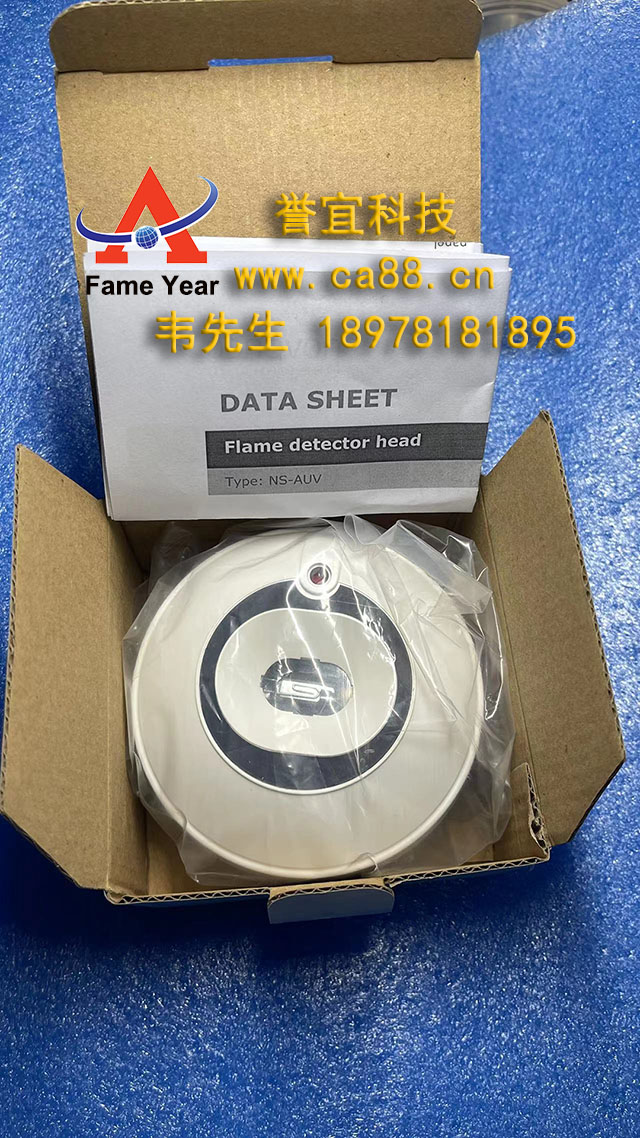 誉宜科技
Fame Year
www.ca88.cn
韦先生 18978181895
DATA SHEET
Flame detector head
Type: NS-AUV